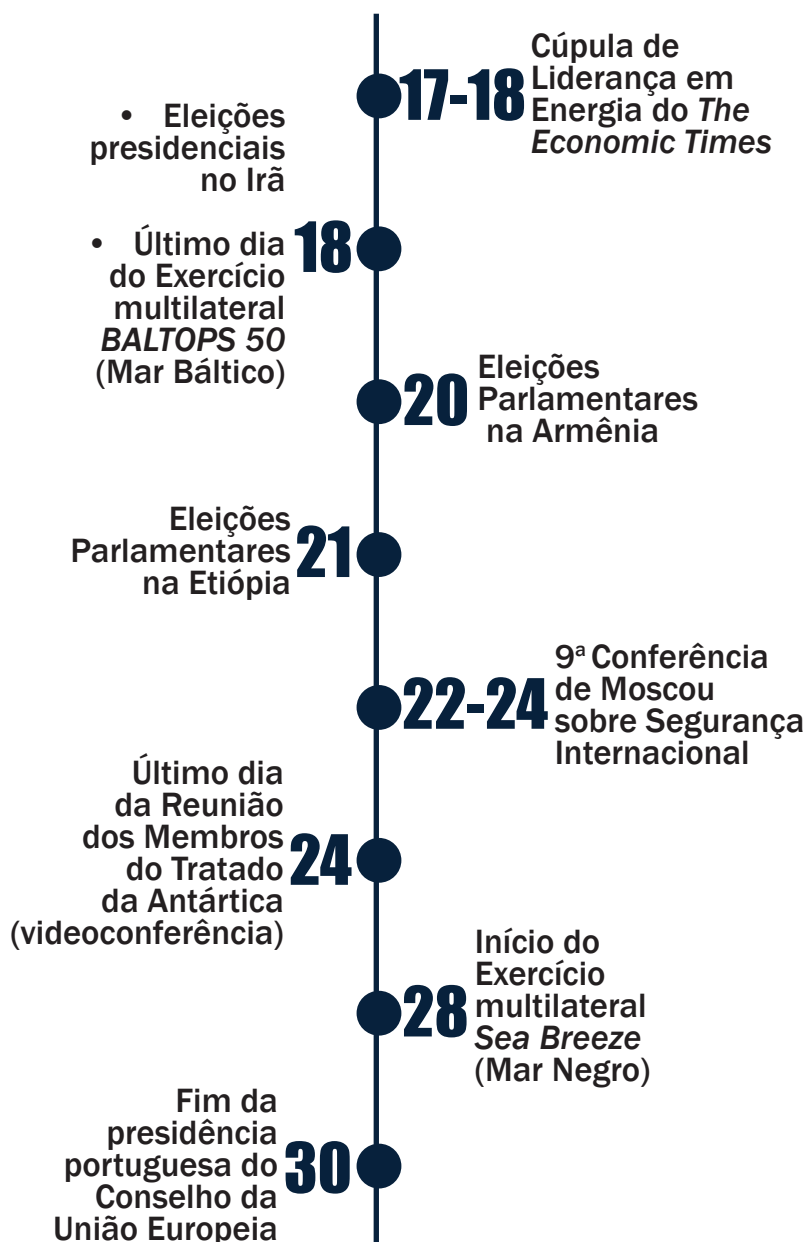 17-18
Cúpula de
Liderança em
Energia do The
Economic Times
• Eleições
presidenciais
no Irã
• Último dia
do Exercício
multilateral
BALTOPS 50
(Mar Báltico)
18
20
Eleições
Parlamentares
na Armênia
Eleições
Parlamentares
na Etiópia
21
22-24
9ª Conferência
de Moscou
sobre Segurança
Internacional
Último dia
da Reunião
dos Membros
do Tratado
da Antártica
(videoconferência)
24
28
Início do
Exercício
multilateral
Sea Breeze
(Mar Negro)
Fim da
presidência
portuguesa do
Conselho da
União Europeia
30